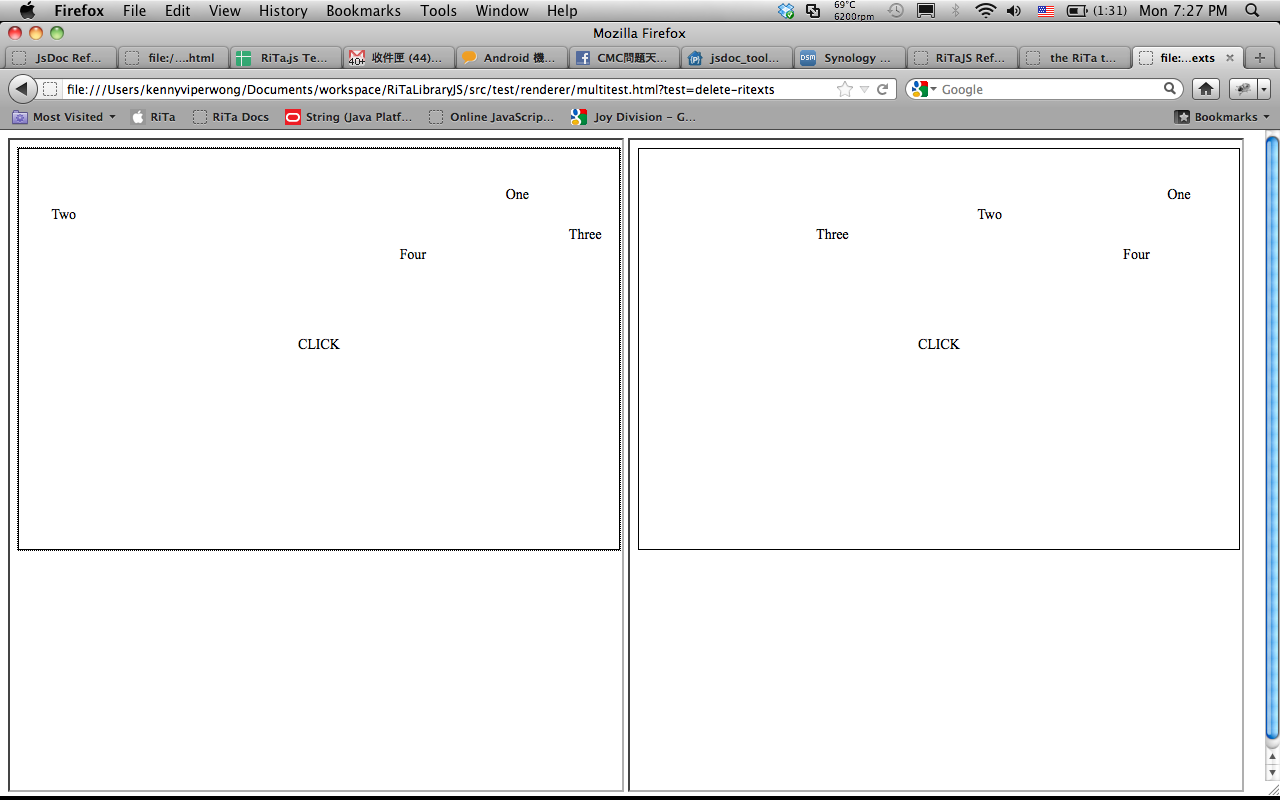 Firefox File Edit View History Bookmarks Tools Window Help 69°C 6200rpm (1:31) Mon 7:27 PM
Mozilla Firefox
JsDoc Ref... file:/....html RiTa.js Te... 40+ 收件匣 (44)... Android 機... CMC問題天... jsdoc_tool... DSM Synology ... RiTaJS Ref... the RiTa t... file:...exts
file:///Users/kennyviperwong/Documents/workspace/RiTaLibraryJS/src/test/renderer/multitest.html?test=delete-ritexts Google
Most Visited RiTa RiTa Docs String (Java Platf... Online JavaScrip... Joy Division – G... Bookmarks
One
Two
Three
Four
CLICK
One
Two
Three
Four
CLICK